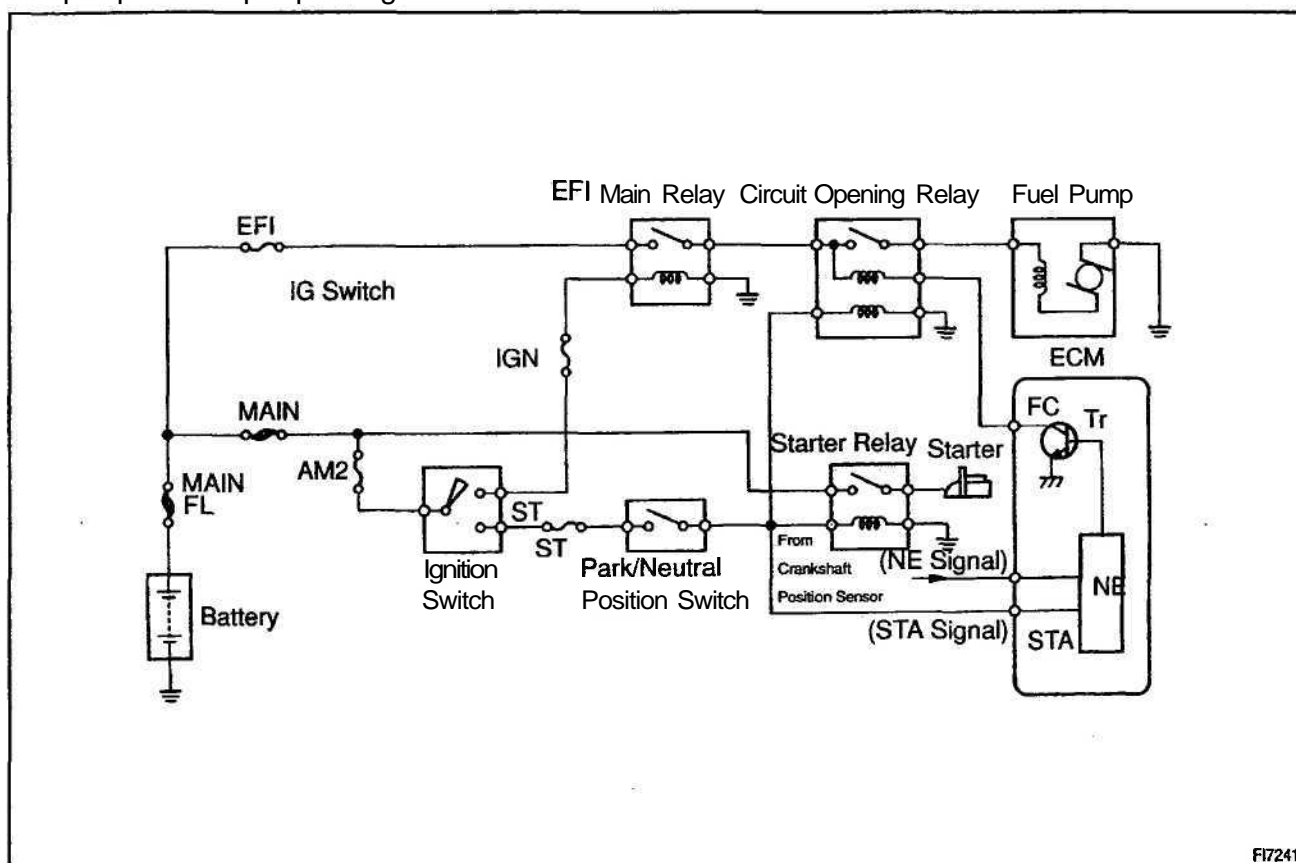 EFI Main Relay Circuit Opening Relay Fuel Pump
EFI
IG Switch
IGN
ECM
MAIN
FC
Tr
AM2
Starter Relay Starter
MAIN
FL
ST
ST
From
Crankshaft
Position Sensor
(NE Signal)
NE
Ignition
Switch
Park/Neutral
Position Switch
Battery
(STA Signal)
STA
FI7241